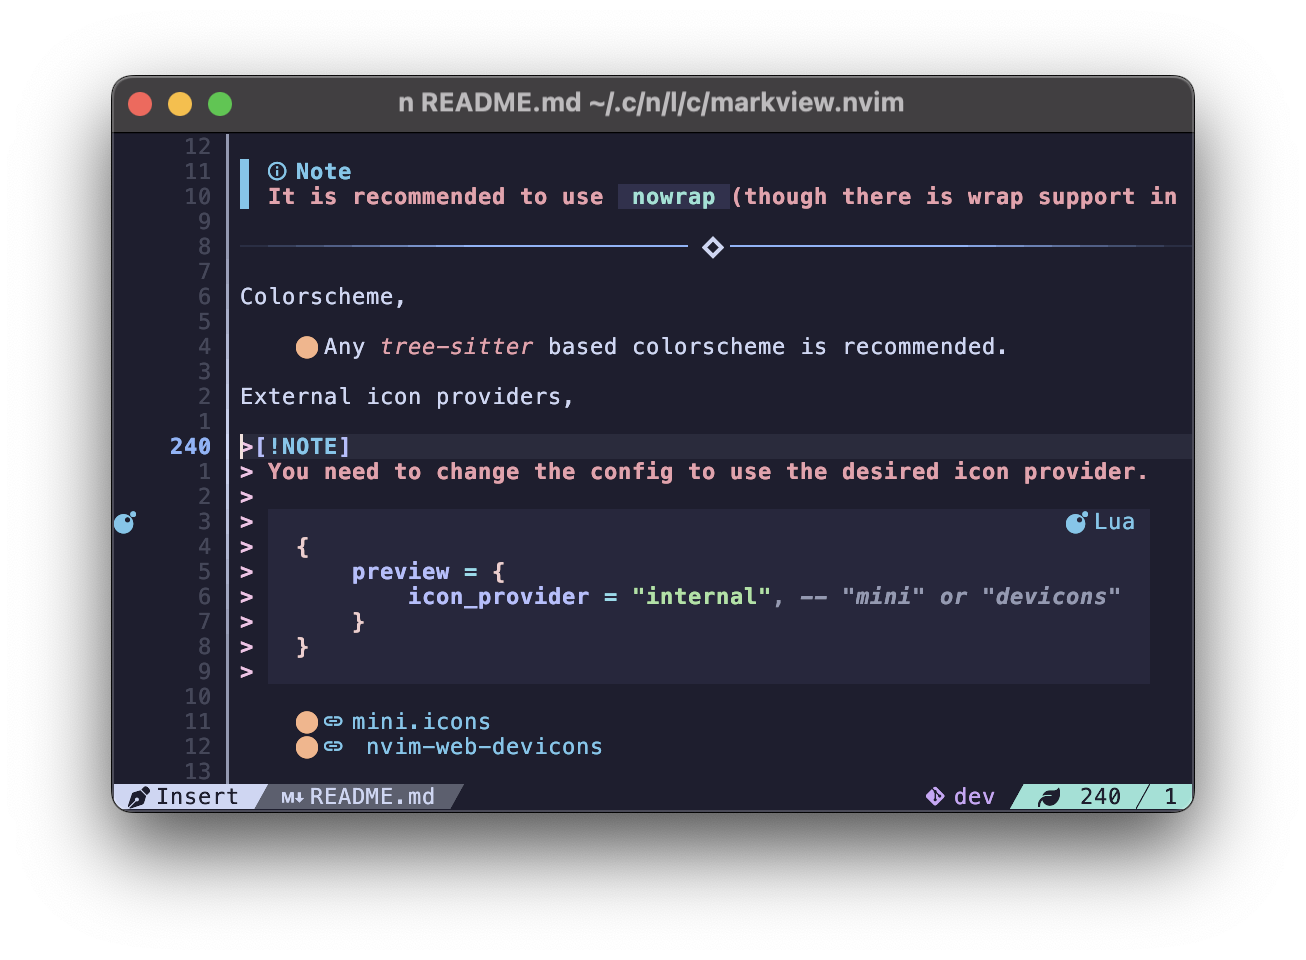 n README.md ~/.c/n/l/c/markview.nvim
12
11 Note
10 It is recommended to use nowrap (though there is wrap support in
9
8
7
6 Colorscheme,
5
4 Any tree-sitter based colorscheme is recommended.
3
2 External icon providers,
1
240 >[!NOTE]
1 > You need to change the config to use the desired icon provider.
2 >
3 > Lua
4 > {
5 > preview = {
6 > icon_provider = "internal", -- "mini" or "devicons"
7 > }
8 > }
9 >
10
11 mini.icons
12 nvim-web-devicons
13
Insert README.md dev 240 / 1